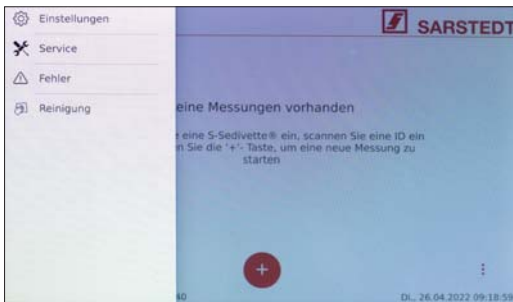 Einstellungen
Service
Fehler
Reinigung
SARSTEDT
eine Messungen vorhanden
eine S-Sedivette® ein, scannen Sie eine ID ein
Sie die '+'- Taste, um eine neue Messung zu
starten
+
Di., 26.04.2022 09:18:59